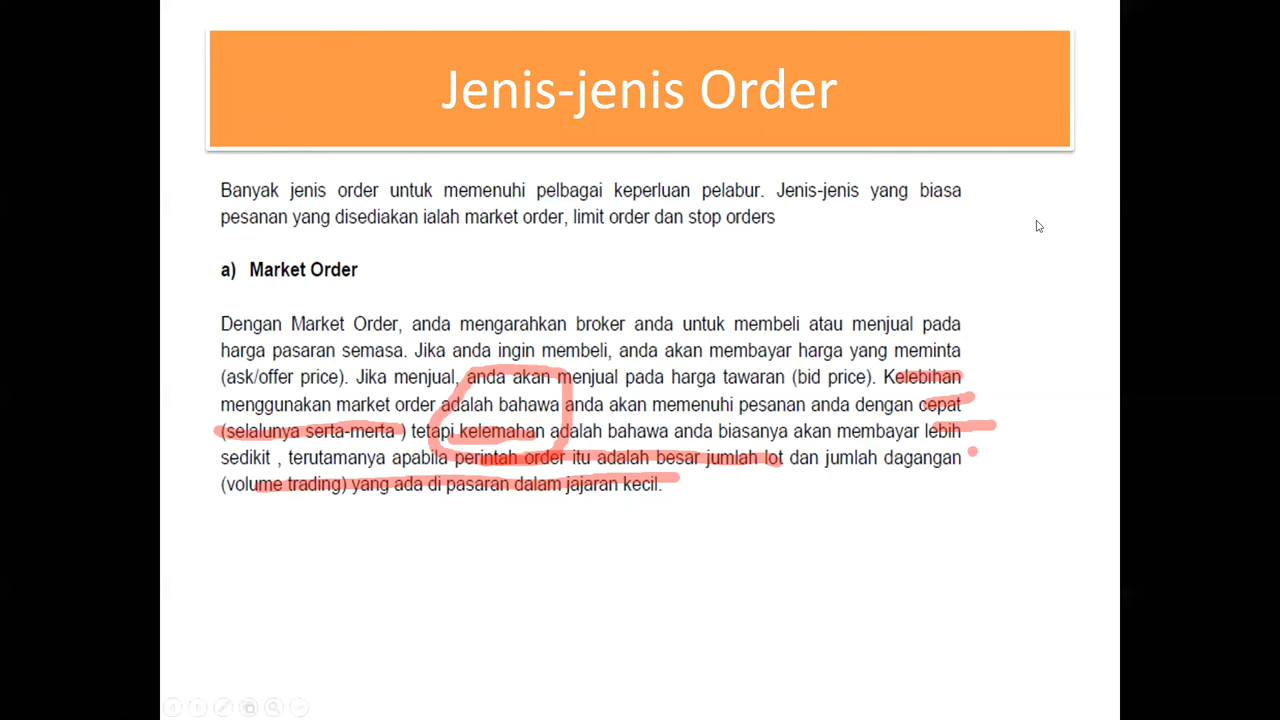 Jenis-jenis Order
Banyak jenis order untuk memenuhi pelbagai keperluan pelabur. Jenis-jenis yang biasa
pesanan yang disediakan ialah market order, limit order dan stop orders
a) Market Order
Dengan Market Order, anda mengarahkan broker anda untuk membeli atau menjual pada
harga pasaran semasa. Jika anda ingin membeli, anda akan membayar harga yang meminta
(ask/offer price). Jika menjual, anda akan menjual pada harga tawaran (bid price). Kelebihan
menggunakan market order adalah bahawa anda akan memenuhi pesanan anda dengan cepat
(selalunya serta-merta ) tetapi kelemahan adalah bahawa anda biasanya akan membayar lebih
sedikit , terutamanya apabila perintah order itu adalah besar jumlah lot dan jumlah dagangan
(volume trading) yang ada di pasaran dalam jajaran kecil.